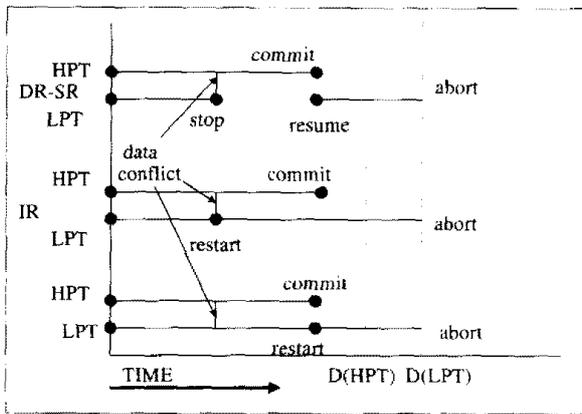 commit
HPT
abort
DR-SR
LPT
stop
resume
data
conflict
HPT
commit
IR
abort
LPT
restart
HPT
commit
LPT
abort
restart
TIME
D(HPT) D(LPT)